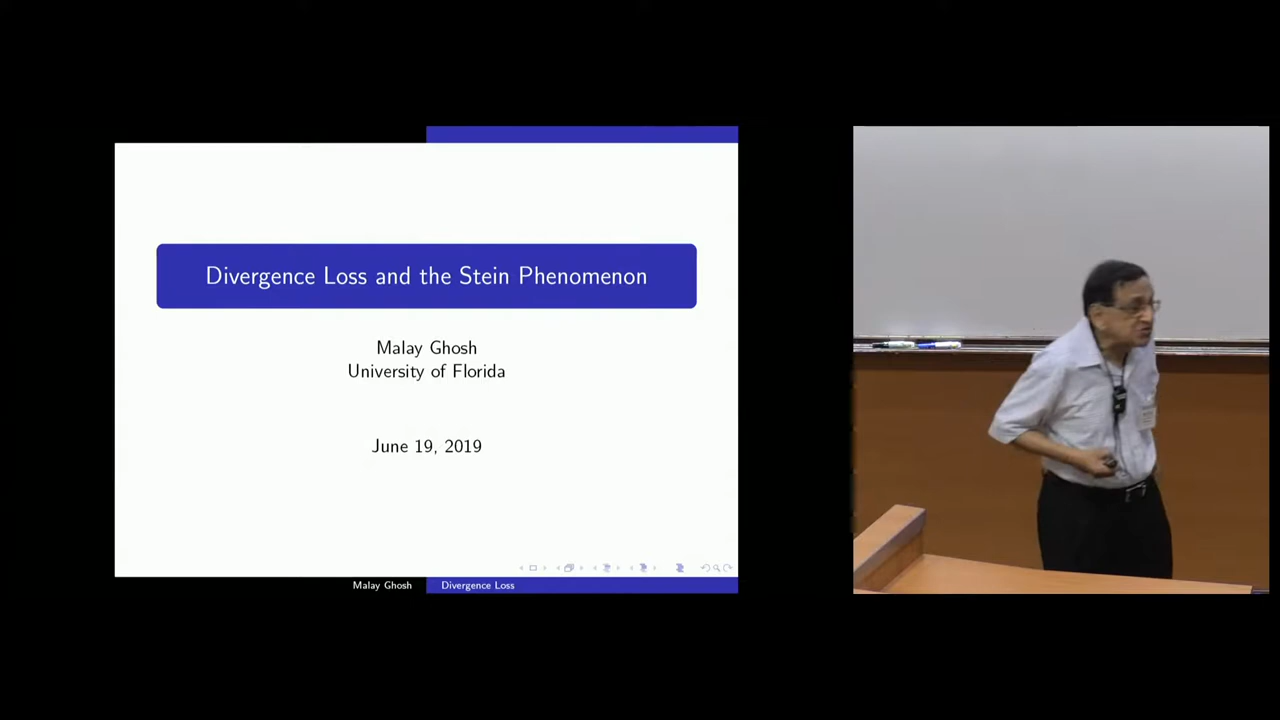 Divergence Loss and the Stein Phenomenon
Malay Ghosh
University of Florida
June 19, 2019
Malay Ghosh
Divergence Loss